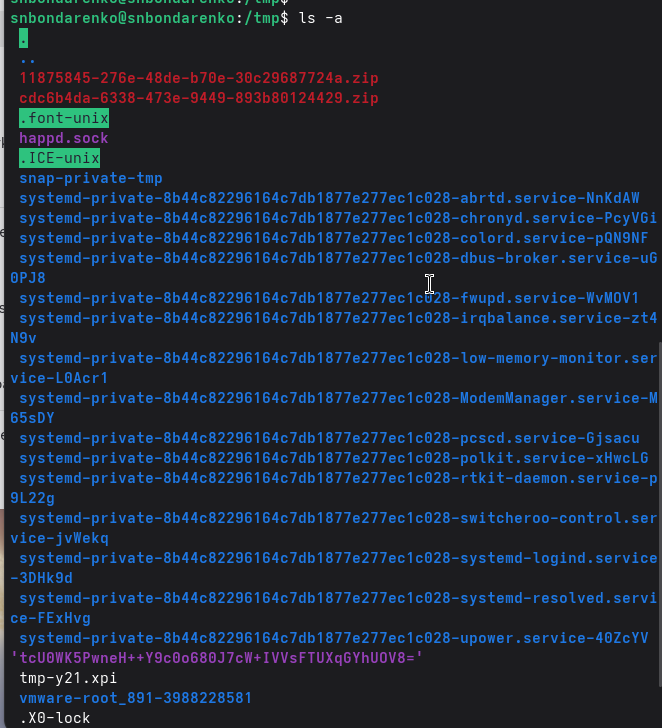 snbondarenko@snbondarenko:/tmp$ ls -a
.
..
11875845-276e-48de-b70e-30c29687724a.zip
cdc6b4da-6338-473e-9449-893b80124429.zip
.font-unix
happd.sock
.ICE-unix
snap-private-tmp
systemd-private-8b44c82296164c7db1877e277ec1c028-abrtd.service-NnKdAW
systemd-private-8b44c82296164c7db1877e277ec1c028-chronyd.service-PcyVGi
systemd-private-8b44c82296164c7db1877e277ec1c028-colord.service-pQN9NF
systemd-private-8b44c82296164c7db1877e277ec1c028-dbus-broker.service-uG
0PJ8
systemd-private-8b44c82296164c7db1877e277ec1c028-fwupd.service-WvMOV1
systemd-private-8b44c82296164c7db1877e277ec1c028-irqbalance.service-zt4
N9v
systemd-private-8b44c82296164c7db1877e277ec1c028-low-memory-monitor.ser
vice-L0Acr1
systemd-private-8b44c82296164c7db1877e277ec1c028-ModemManager.service-M
65sDY
systemd-private-8b44c82296164c7db1877e277ec1c028-pcscd.service-Gjsacu
systemd-private-8b44c82296164c7db1877e277ec1c028-polkit.service-xHwcLG
systemd-private-8b44c82296164c7db1877e277ec1c028-rtkit-daemon.service-p
9L22g
systemd-private-8b44c82296164c7db1877e277ec1c028-switcheroo-control.ser
vice-jvWekq
systemd-private-8b44c82296164c7db1877e277ec1c028-systemd-logind.service
-3DHk9d
systemd-private-8b44c82296164c7db1877e277ec1c028-systemd-resolved.servi
ce-FExHvg
systemd-private-8b44c82296164c7db1877e277ec1c028-upower.service-40ZcYV
'tcU0WK5PwneH++Y9c0o680J7cW+IVVsFTUXqGYhUOV8='
tmp-y21.xpi
vmware-root_891-3988228581
.X0-lock